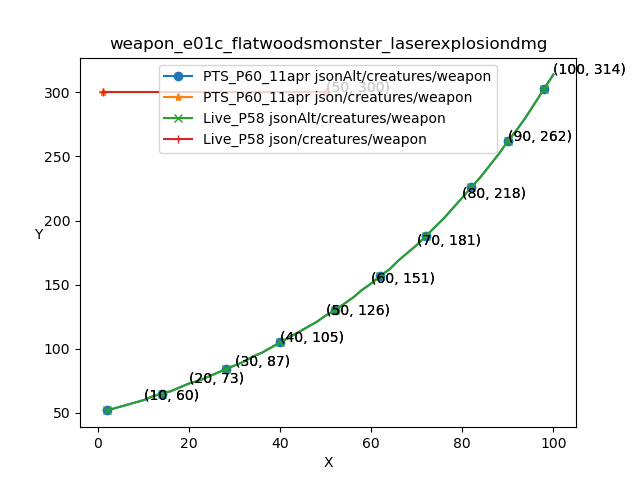 weapon_e01c_flatwoodsmonster_laserexplosiondmg
PTS_P60_11apr jsonAlt/creatures/weapon
PTS_P60_11apr json/creatures/weapon
Live_P58 jsonAlt/creatures/weapon
Live_P58 json/creatures/weapon
(50, 300)
(100, 314)
(90, 262)
(80, 218)
(70, 181)
(60, 151)
(50, 126)
(40, 105)
(30, 87)
(20, 73)
(10, 60)
300
250
200
150
100
50
Y
0 20 40 60 80 100
X